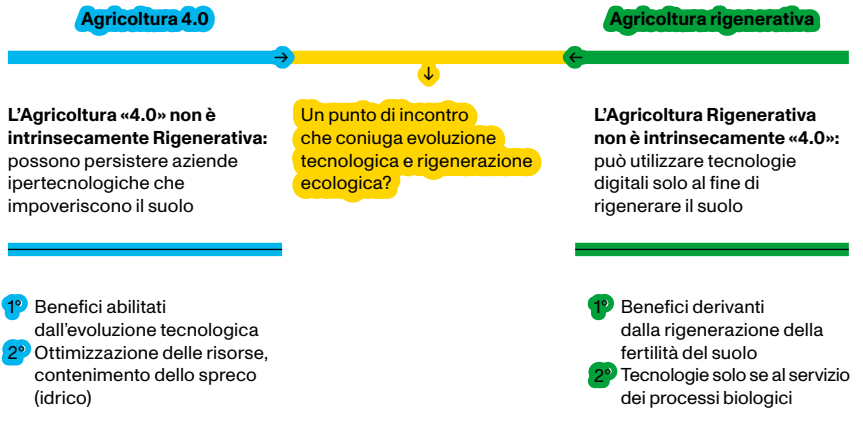 Agricoltura 4.0
Agricoltura rigenerativa
→
←
↓
L'Agricoltura «4.0» non è
intrinsecamente Rigenerativa:
possono persistere aziende
ipertecnologiche che
impoveriscono il suolo
Un punto di incontro
che coniuga evoluzione
tecnologica e rigenerazione
ecologica?
L'Agricoltura Rigenerativa
non è intrinsecamente «4.0»:
può utilizzare tecnologie
digitali solo al fine di
rigenerare il suolo
1° Benefici abilitati
dall'evoluzione tecnologica
2° Ottimizzazione delle risorse,
contenimento dello spreco
(idrico)
1° Benefici derivanti
dalla rigenerazione della
fertilità del suolo
2° Tecnologie solo se al servizio
dei processi biologici